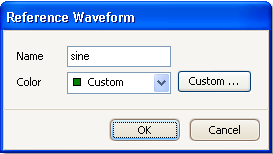 Reference Waveform
Name sine
Color Custom Custom ...
OK Cancel